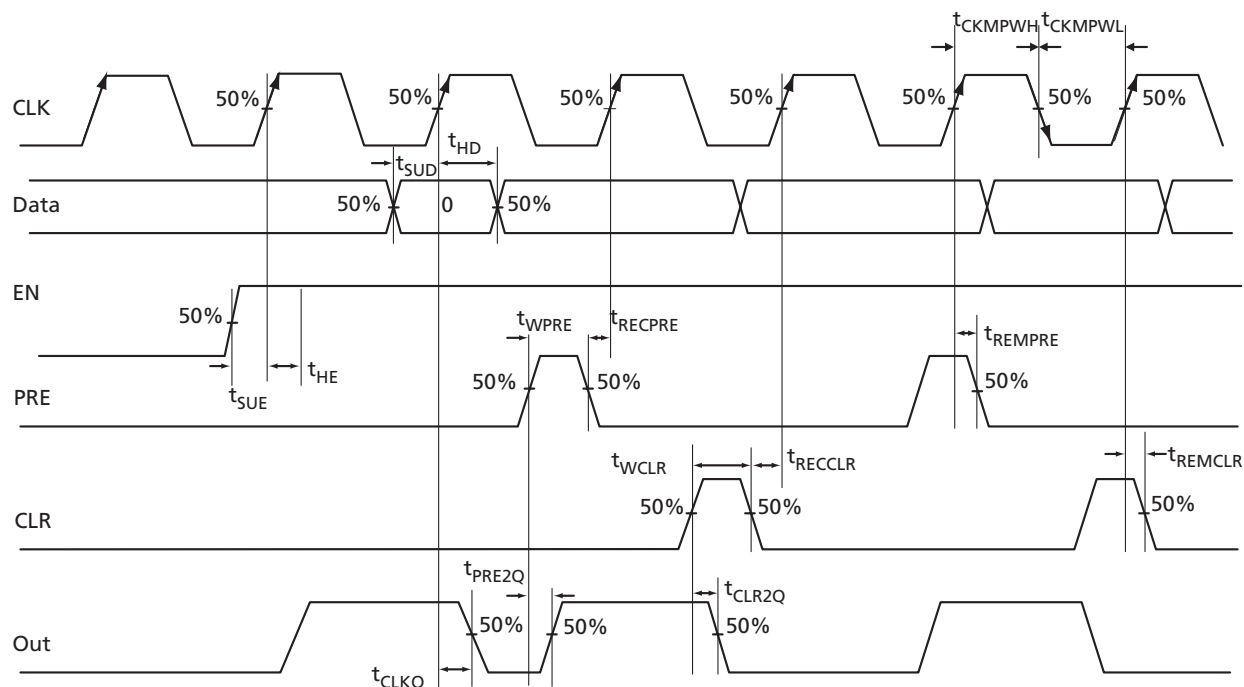 tCKMPWH tCKMPWL
CLK 50% 50% 50% 50% 50% 50% 50%
tSUD tHD
Data 50% 0 50%
EN
50% tWPRE tRECPRE tREMPRE
tSUE tHE
PRE 50% 50% 50%
tWCLR tRECCLR tREMCLR
CLR 50% 50% 50%
tPRE2Q tCLR2Q
Out 50% 50% 50%
tCLKQ